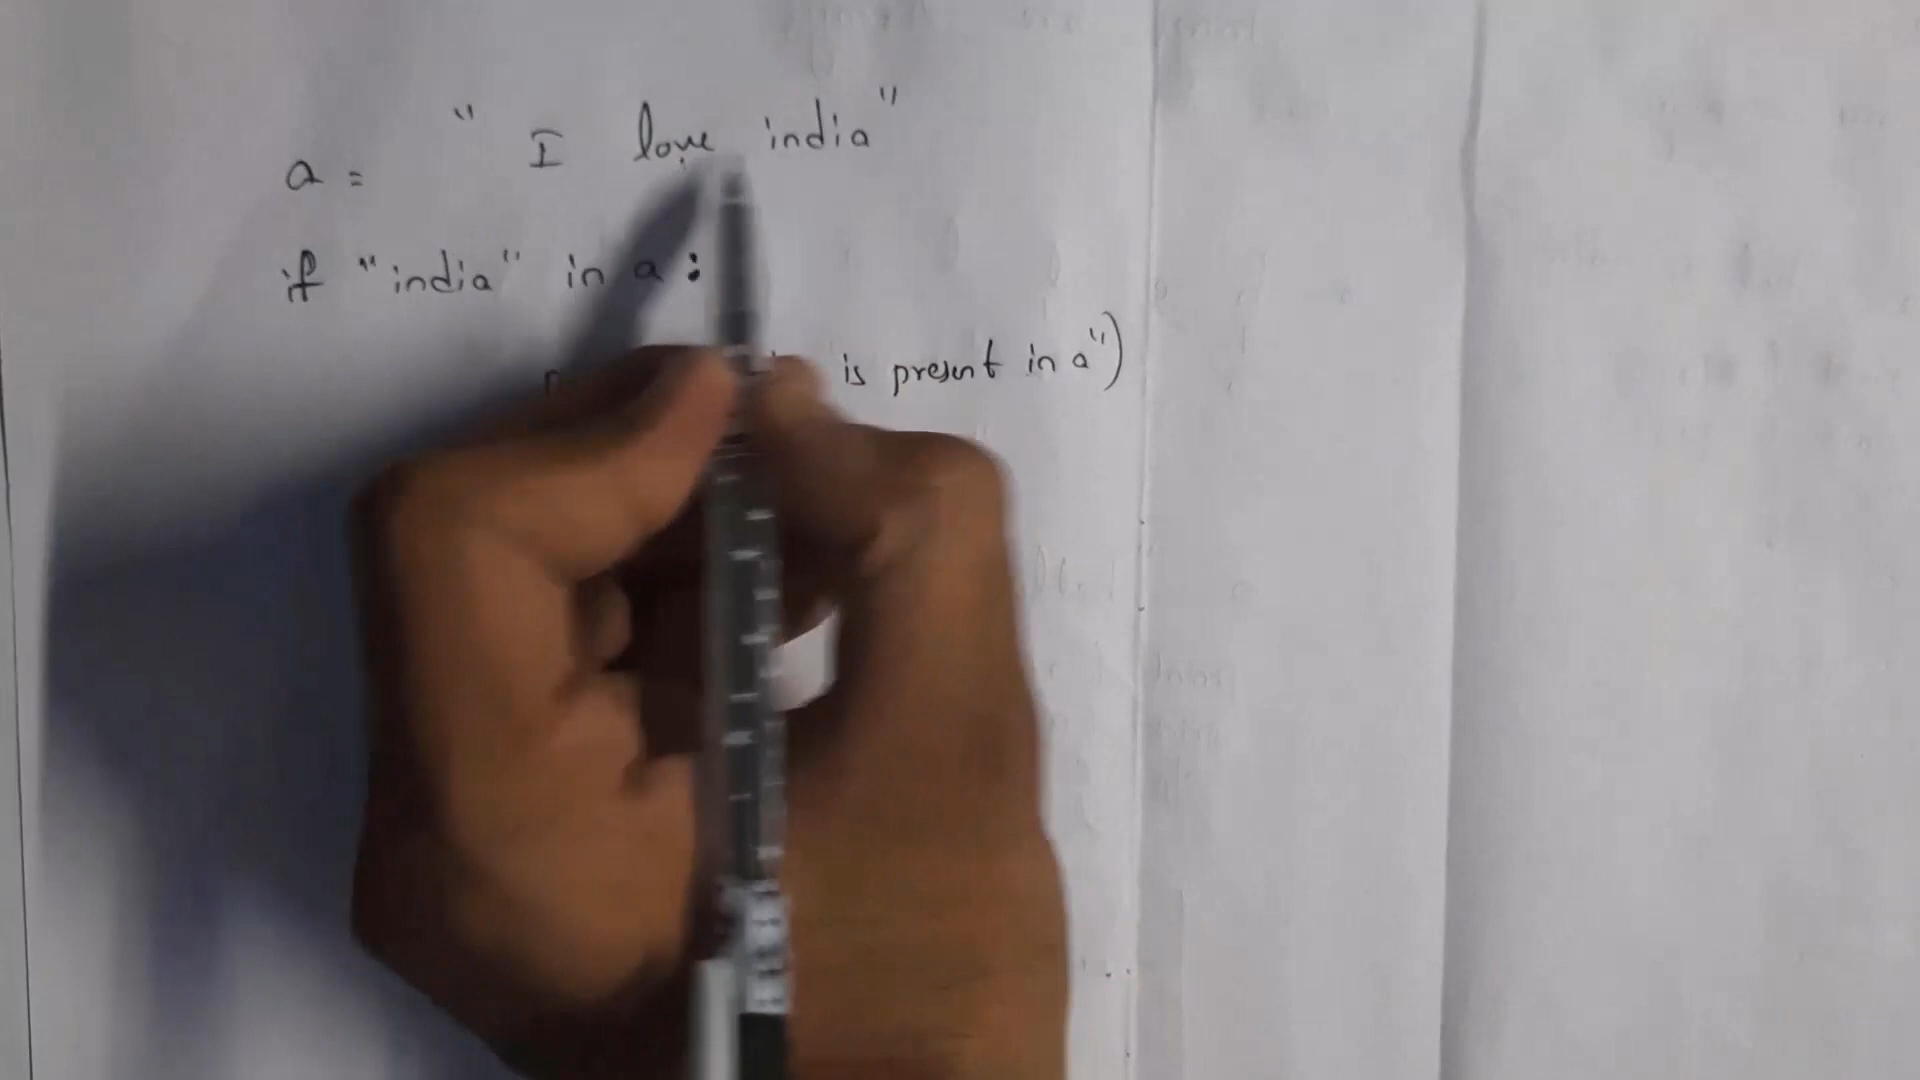 a = " I love india "
if "india" in a :
is present in a")